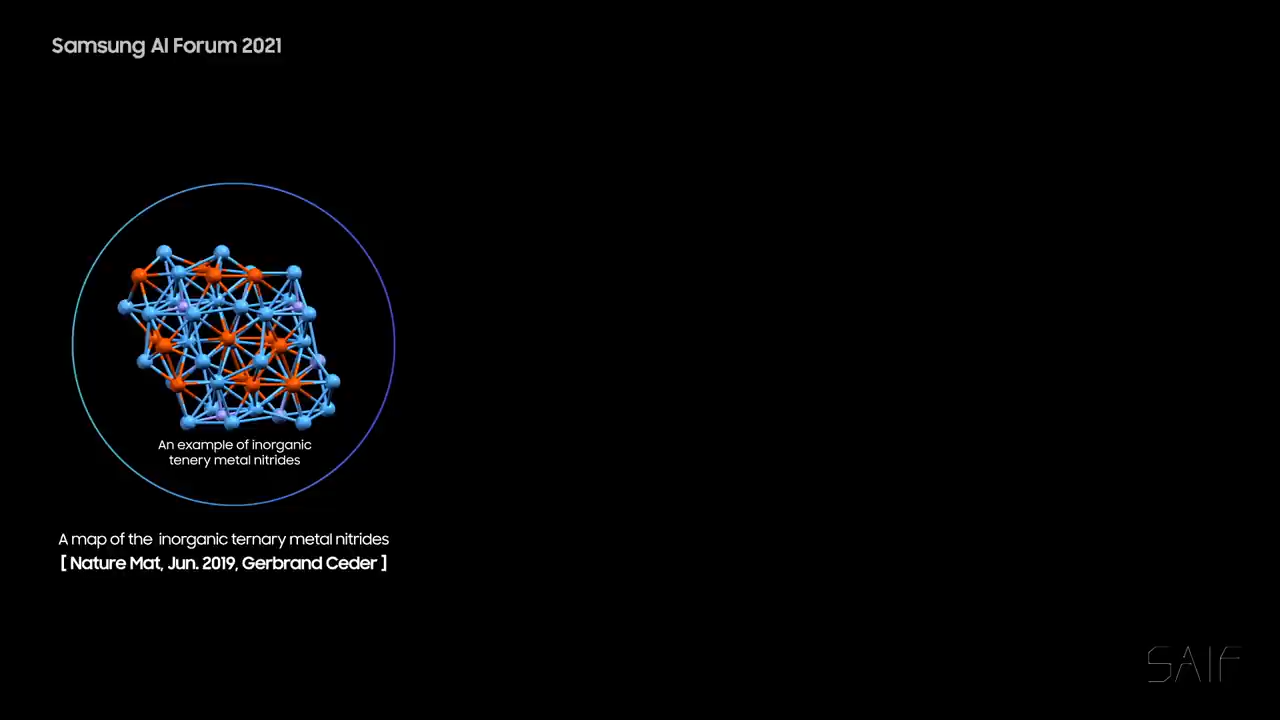 Samsung AI Forum 2021
An example of inorganic
tenery metal nitrides
A map of the inorganic ternary metal nitrides
[ Nature Mat, Jun. 2019, Gerbrand Ceder ]
SAIF